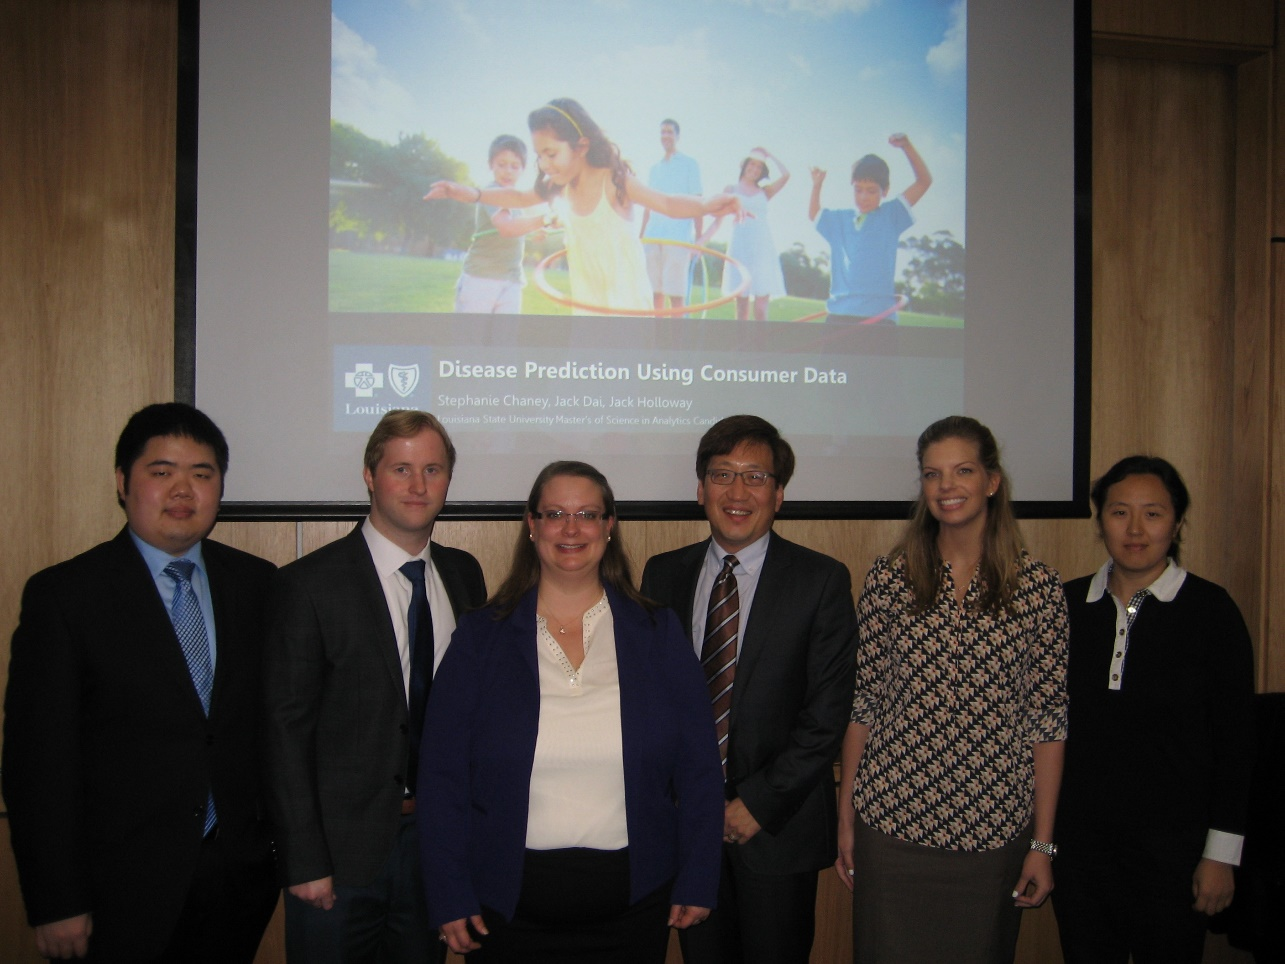 Disease Prediction Using Consumer Data
Stephanie Chaney, Jack Dai, Jack Holloway
Louisiana
Louisiana State University Master's of Science in Analytics